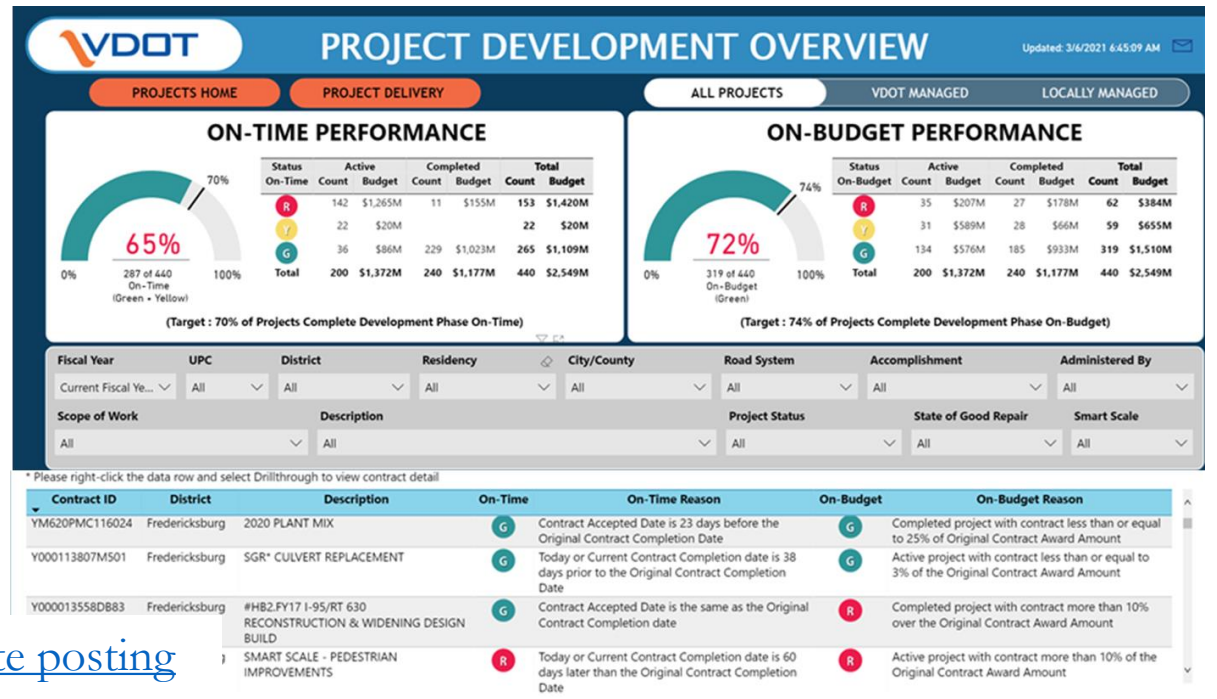 VDOT
PROJECT DEVELOPMENT OVERVIEW
Updated: 3/6/2021 6:45:09 AM
PROJECTS HOME
PROJECT DELIVERY
ALL PROJECTS
VDOT MANAGED
LOCALLY MANAGED
ON-TIME PERFORMANCE
70%
65%
0%
287 of 440
100%
On-Time
(Green + Yellow)
Status Active Completed Total
On-Time Count Budget Count Budget Count Budget
R 142 $1,265M 11 $155M 153 $1,420M
Y 22 $20M 22 $20M
G 36 $86M 229 $1,023M 265 $1,109M
Total 200 $1,372M 240 $1,177M 440 $2,549M
(Target : 70% of Projects Complete Development Phase On-Time)
ON-BUDGET PERFORMANCE
74%
72%
0%
319 of 440
100%
On-Budget
(Green)
Status Active Completed Total
On-Budget Count Budget Count Budget Count Budget
R 35 $207M 27 $178M 62 $384M
Y 31 $589M 28 $66M 59 $655M
G 134 $576M 185 $933M 319 $1,510M
Total 200 $1,372M 240 $1,177M 440 $2,549M
(Target : 74% of Projects Complete Development Phase On-Budget)
Fiscal Year UPC District Residency City/County Road System Accomplishment Administered By
Current Fiscal Ye... All All All All All All All
Scope of Work Description Project Status State of Good Repair Smart Scale
All All All All All
* Please right-click the data row and select Drillthrough to view contract detail
Contract ID District Description On-Time On-Time Reason On-Budget On-Budget Reason
YM620PMC116024 Fredericksburg 2020 PLANT MIX G Contract Accepted Date is 23 days before the G Completed project with contract less than or equal
Original Contract Completion Date to 25% of Original Contract Award Amount
Y000113807M501 Fredericksburg SGR* CULVERT REPLACEMENT G Today or Current Contract Completion date is 38 G Active project with contract less than or equal to
days prior to the Original Contract Completion 3% of the Original Contract Award Amount
Date
Y000013558DB83 Fredericksburg #HB2.FY17 I-95/RT 630 G Contract Accepted Date is the same as the Original R Completed project with contract more than 10%
RECONSTRUCTION & WIDENING DESIGN Contract Completion date over the Original Contract Award Amount
BUILD
SMART SCALE - PEDESTRIAN R Today or Current Contract Completion date is 60 R Active project with contract more than 10% of the
IMPROVEMENTS days later than the Original Contract Completion Original Contract Award Amount
Date
te posting